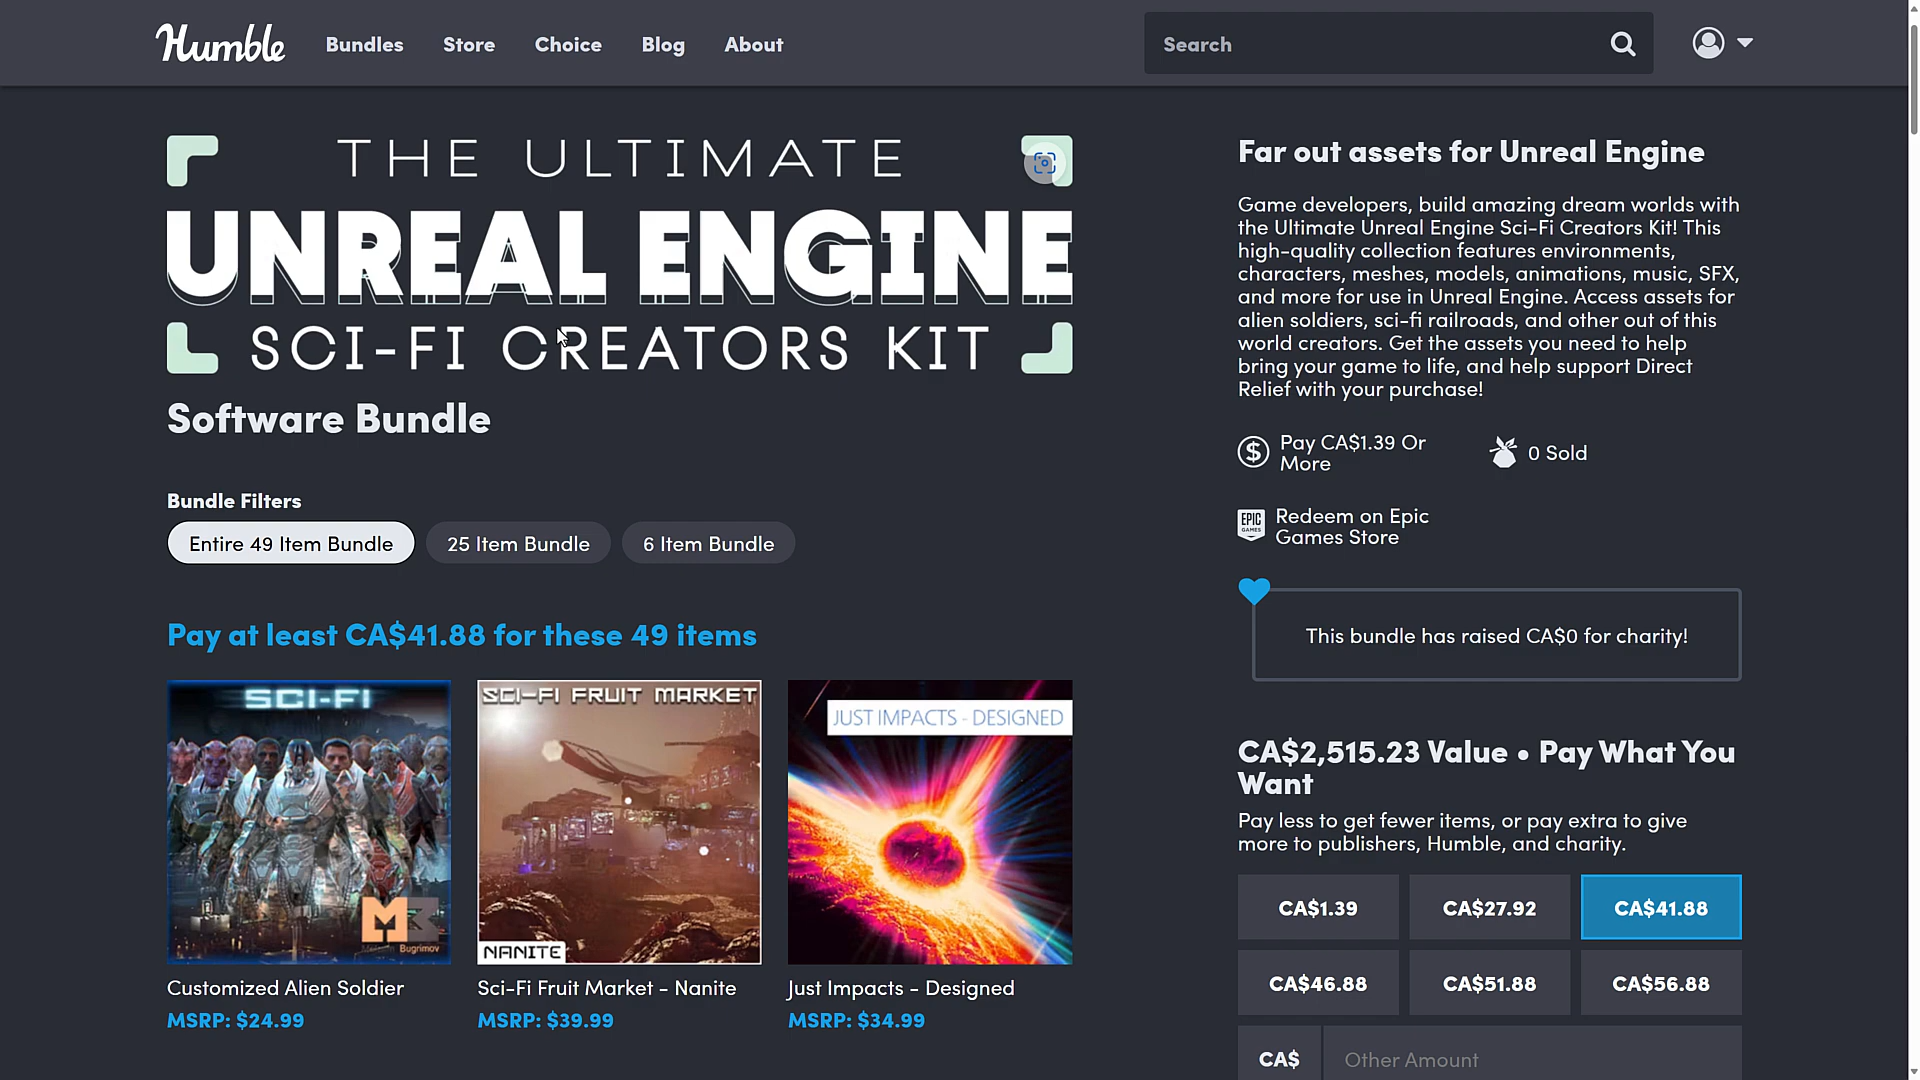 Humble
Bundles
Store
Choice
Blog
About
Search
THE ULTIMATE
UNREAL ENGINE
SCI-FI CREATORS KIT
Software Bundle
Bundle Filters
Entire 49 Item Bundle
25 Item Bundle
6 Item Bundle
Pay at least CA$41.88 for these 49 items
SCI-FI
M3
Bugrimov
Customized Alien Soldier
MSRP: $24.99
SCI-FI FRUIT MARKET
NANITE
Sci-Fi Fruit Market - Nanite
MSRP: $39.99
JUST IMPACTS - DESIGNED
Just Impacts - Designed
MSRP: $34.99
Far out assets for Unreal Engine
Game developers, build amazing dream worlds with
the Ultimate Unreal Engine Sci-Fi Creators Kit! This
high-quality collection features environments,
characters, meshes, models, animations, music, SFX,
and more for use in Unreal Engine. Access assets for
alien soldiers, sci-fi railroads, and other out of this
world creators. Get the assets you need to help
bring your game to life, and help support Direct
Relief with your purchase!
Pay CA$1.39 Or
More
0 Sold
EPIC
GAMES
Redeem on Epic
Games Store
This bundle has raised CA$0 for charity!
CA$2,515.23 Value • Pay What You
Want
Pay less to get fewer items, or pay extra to give
more to publishers, Humble, and charity.
CA$1.39
CA$27.92
CA$41.88
CA$46.88
CA$51.88
CA$56.88
CA$
Other Amount